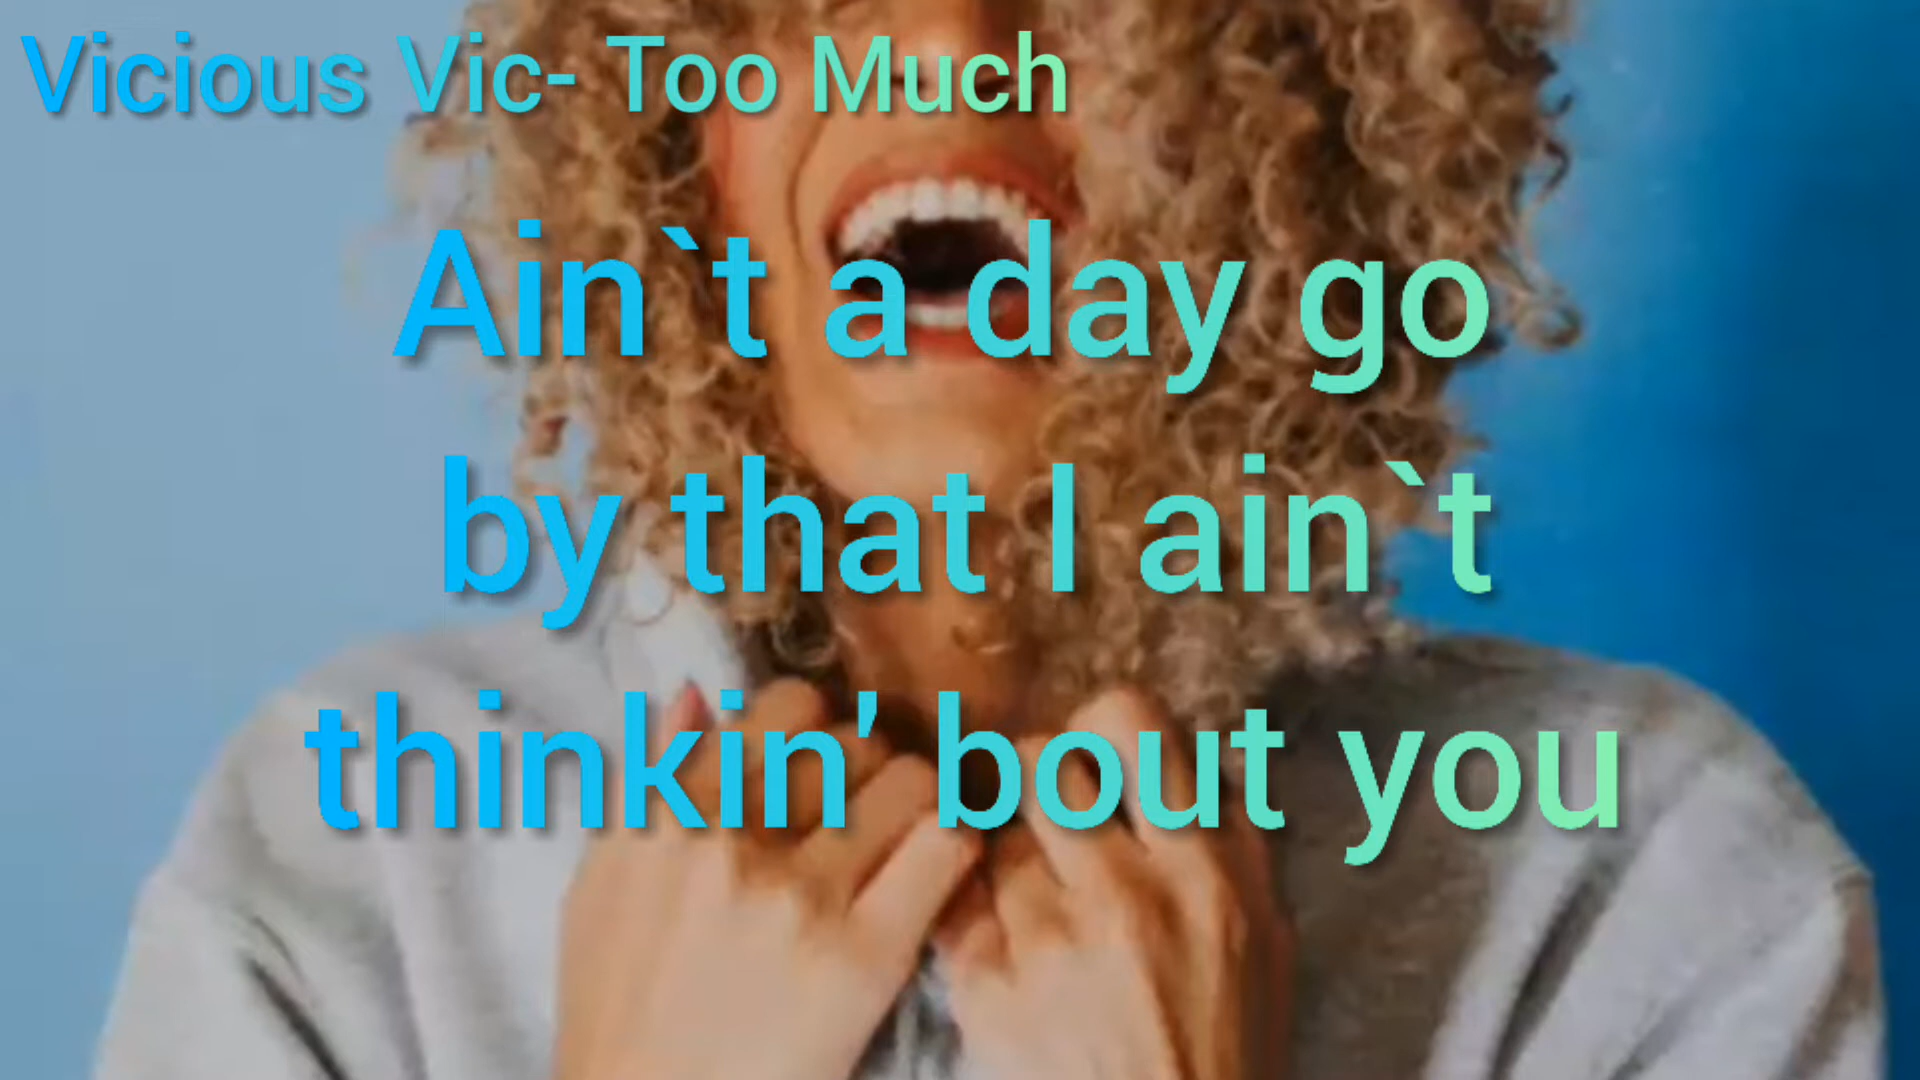 Vicious Vic- Too Much
Ain`t a day go
by that I ain`t
thinkin' bout you